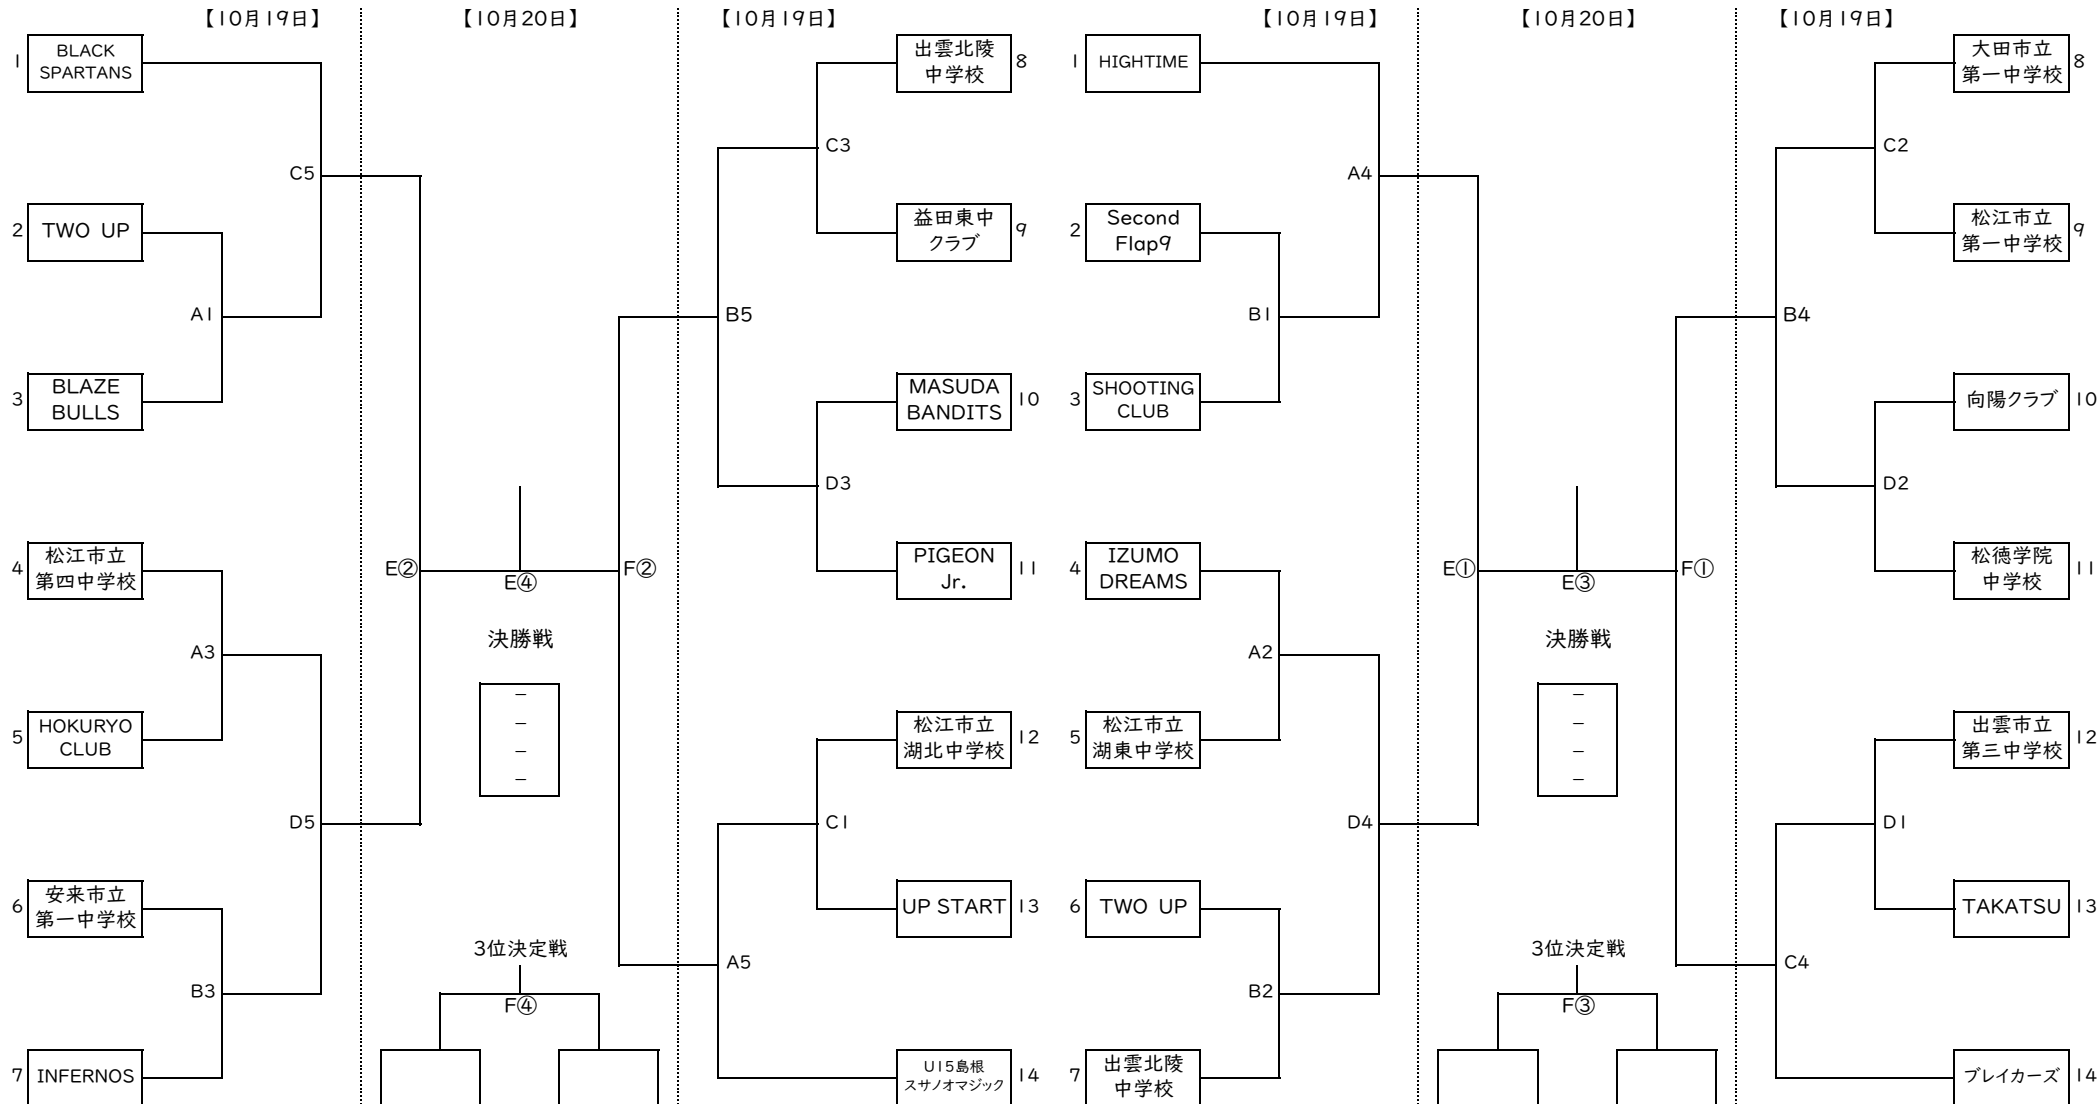 【10月19日】
【10月20日】
【10月19日】
【10月19日】
【10月20日】
【10月19日】
1
BLACK
SPARTANS
出雲北陵
中学校
8
1
HIGHTIME
大田市立
第一中学校
8
C3
C2
C5
A4
2
TWO UP
益田東中
クラブ
9
2
Second
Flap9
松江市立
第一中学校
9
A1
B5
B1
B4
3
BLAZE
BULLS
MASUDA
BANDITS
10
3
SHOOTING
CLUB
向陽クラブ
10
D3
D2
4
松江市立
第四中学校
E②
E④
F②
PIGEON
Jr.
11
4
IZUMO
DREAMS
E①
E③
F①
松徳学院
中学校
11
決勝戦
決勝戦
A3
A2
–
–
–
–
–
–
–
–
5
HOKURYO
CLUB
松江市立
湖北中学校
12
5
松江市立
湖東中学校
出雲市立
第三中学校
12
D5
C1
D4
D1
6
安来市立
第一中学校
UP START
13
6
TWO UP
TAKATSU
13
3位決定戦
3位決定戦
A5
C4
B3
F④
B2
F③
7
INFERNOS
U15島根
スサノオマジック
14
7
出雲北陵
中学校
ブレイカーズ
14